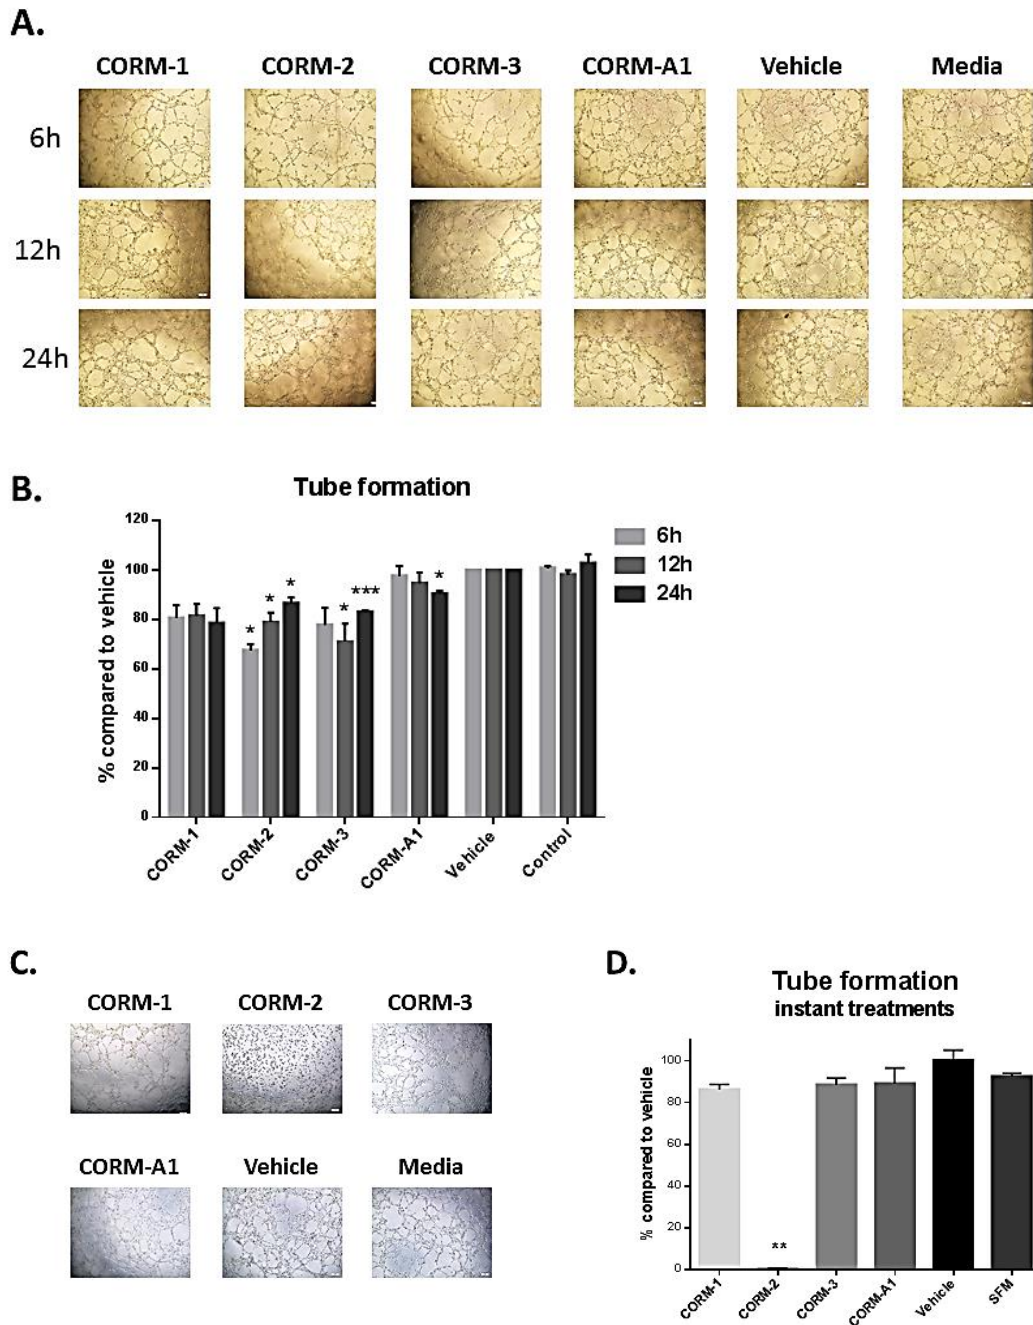 A.
CORM-1 CORM-2 CORM-3 CORM-A1 Vehicle Media
6h
12h
24h
B.
Tube formation
% compared to vehicle
120
100
80
60
40
20
0
* * * * *** *
6h
12h
24h
CORM-1 CORM-2 CORM-3 CORM-A1 Vehicle Control
C.
CORM-1 CORM-2 CORM-3
CORM-A1 Vehicle Media
D.
Tube formation
instant treatments
% compared to vehicle
100
80
60
40
20
0
**
CORM-1 CORM-2 CORM-3 CORM-A1 Vehicle SFM